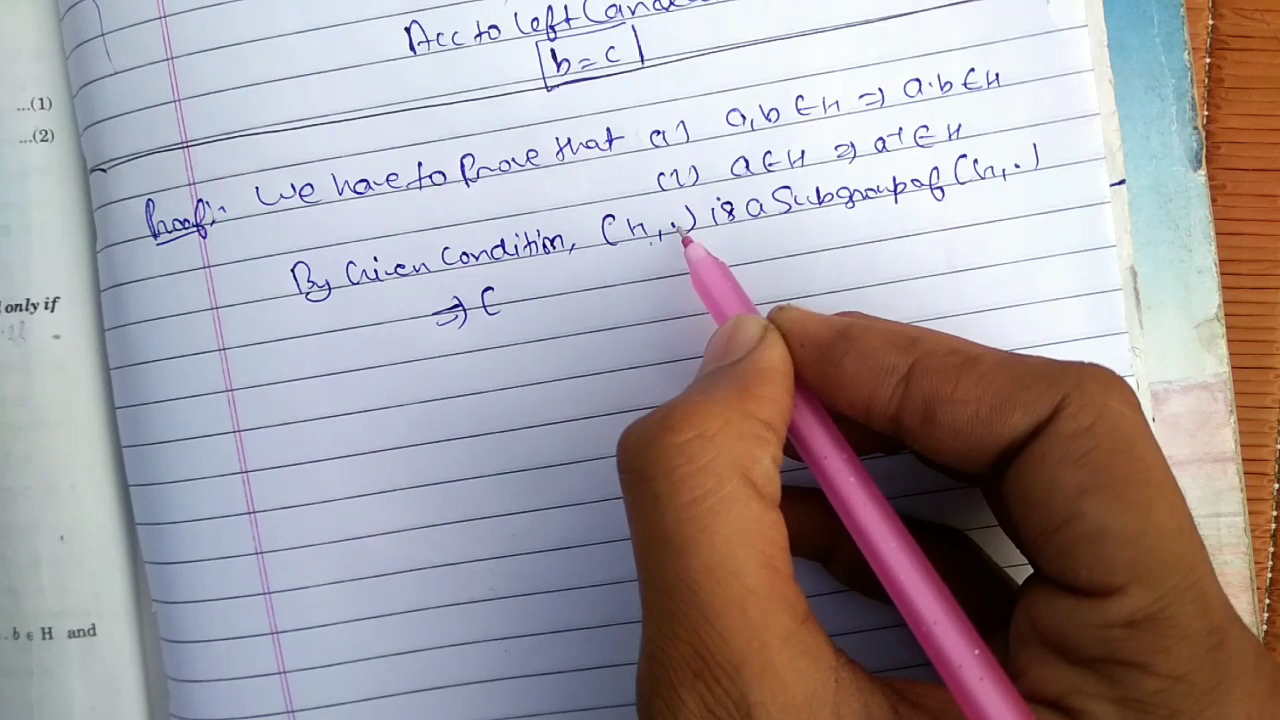 ...(1)
...(2)
only if
. b ∈ H and
Acc to left
b = c
Proof:- We have to prove that (1) a,b ∈ H ⇒ a.b ∈ H
(2) a ∈ H ⇒ a⁻¹ ∈ H
By Given Condition, (H, .) is a Subgroup of (G, .)
⇒ (